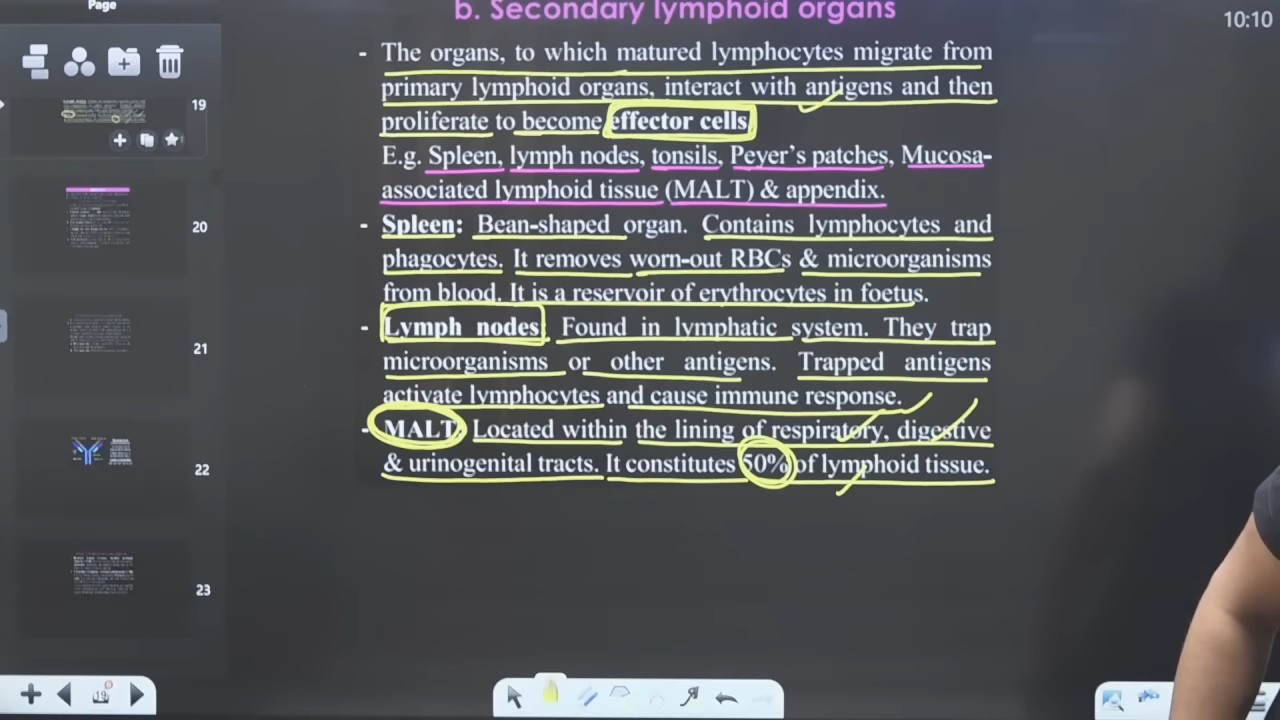 Page
b. Secondary lymphoid organs
10:10
- The organs, to which matured lymphocytes migrate from
primary lymphoid organs, interact with antigens and then
proliferate to become effector cells.
E.g. Spleen, lymph nodes, tonsils, Peyer's patches, Mucosa-
associated lymphoid tissue (MALT) & appendix.
- Spleen: Bean-shaped organ. Contains lymphocytes and
phagocytes. It removes worn-out RBCs & microorganisms
from blood. It is a reservoir of erythrocytes in foetus.
- Lymph nodes: Found in lymphatic system. They trap
microorganisms or other antigens. Trapped antigens
activate lymphocytes and cause immune response.
- MALT: Located within the lining of respiratory, digestive
& urinogenital tracts. It constitutes 50% of lymphoid tissue.
19
20
21
22
23
19